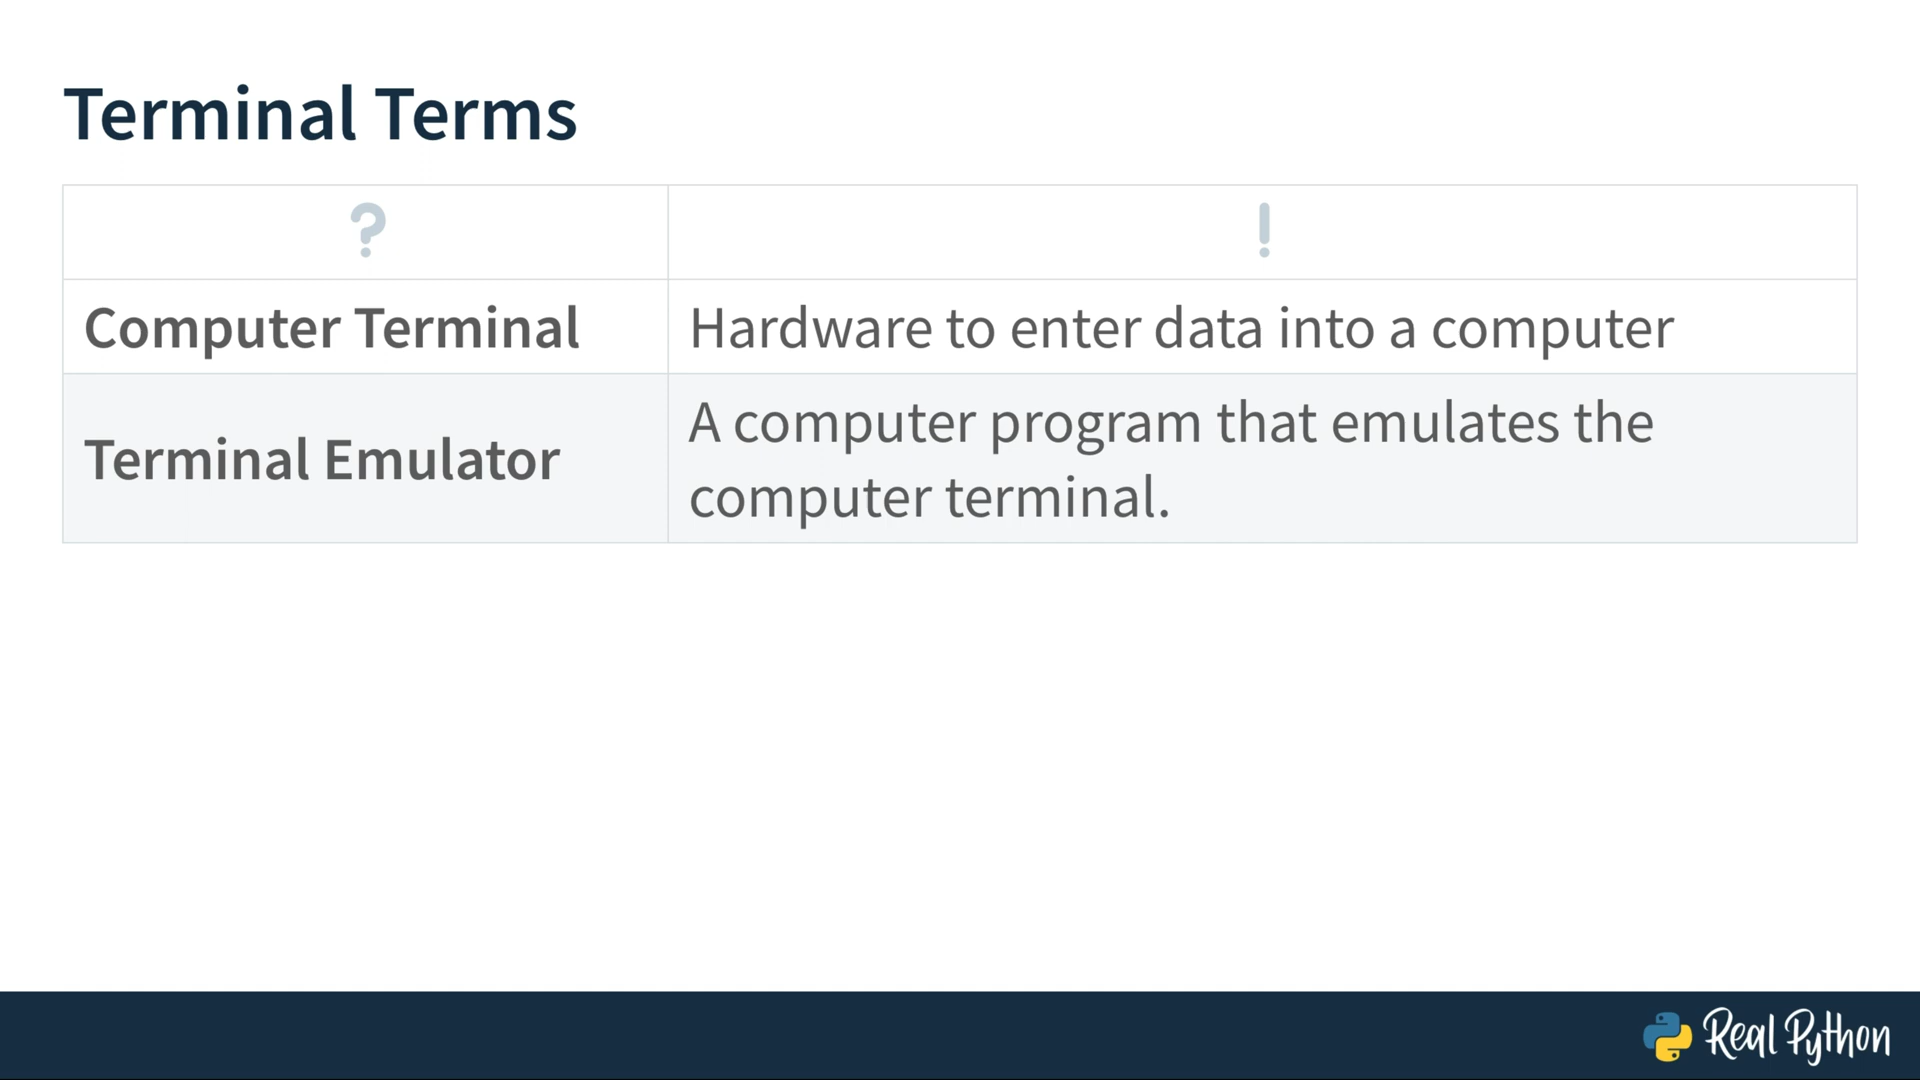 Terminal Terms
? !
Computer Terminal Hardware to enter data into a computer
Terminal Emulator A computer program that emulates the
computer terminal.
Real Python